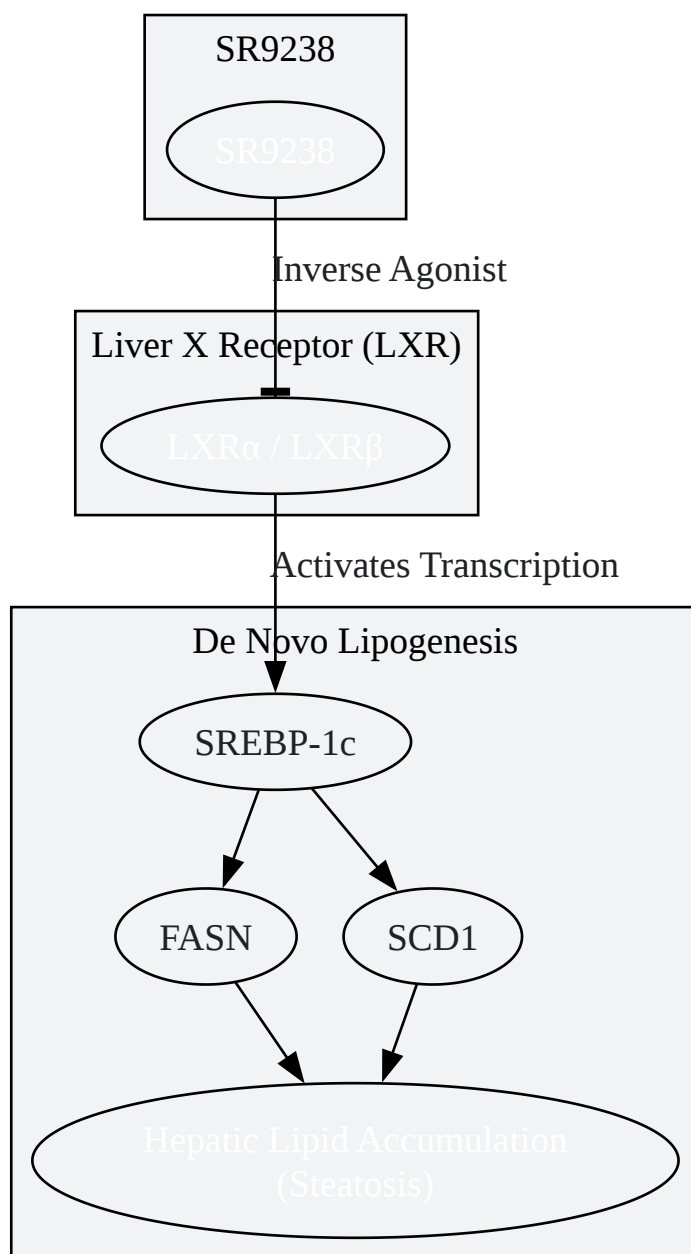 SR9238
SR9238
Inverse Agonist
Liver X Receptor (LXR)
LXRα / LXRβ
Activates Transcription
De Novo Lipogenesis
SREBP-1c
FASN
SCD1
Hepatic Lipid Accumulation
(Steatosis)